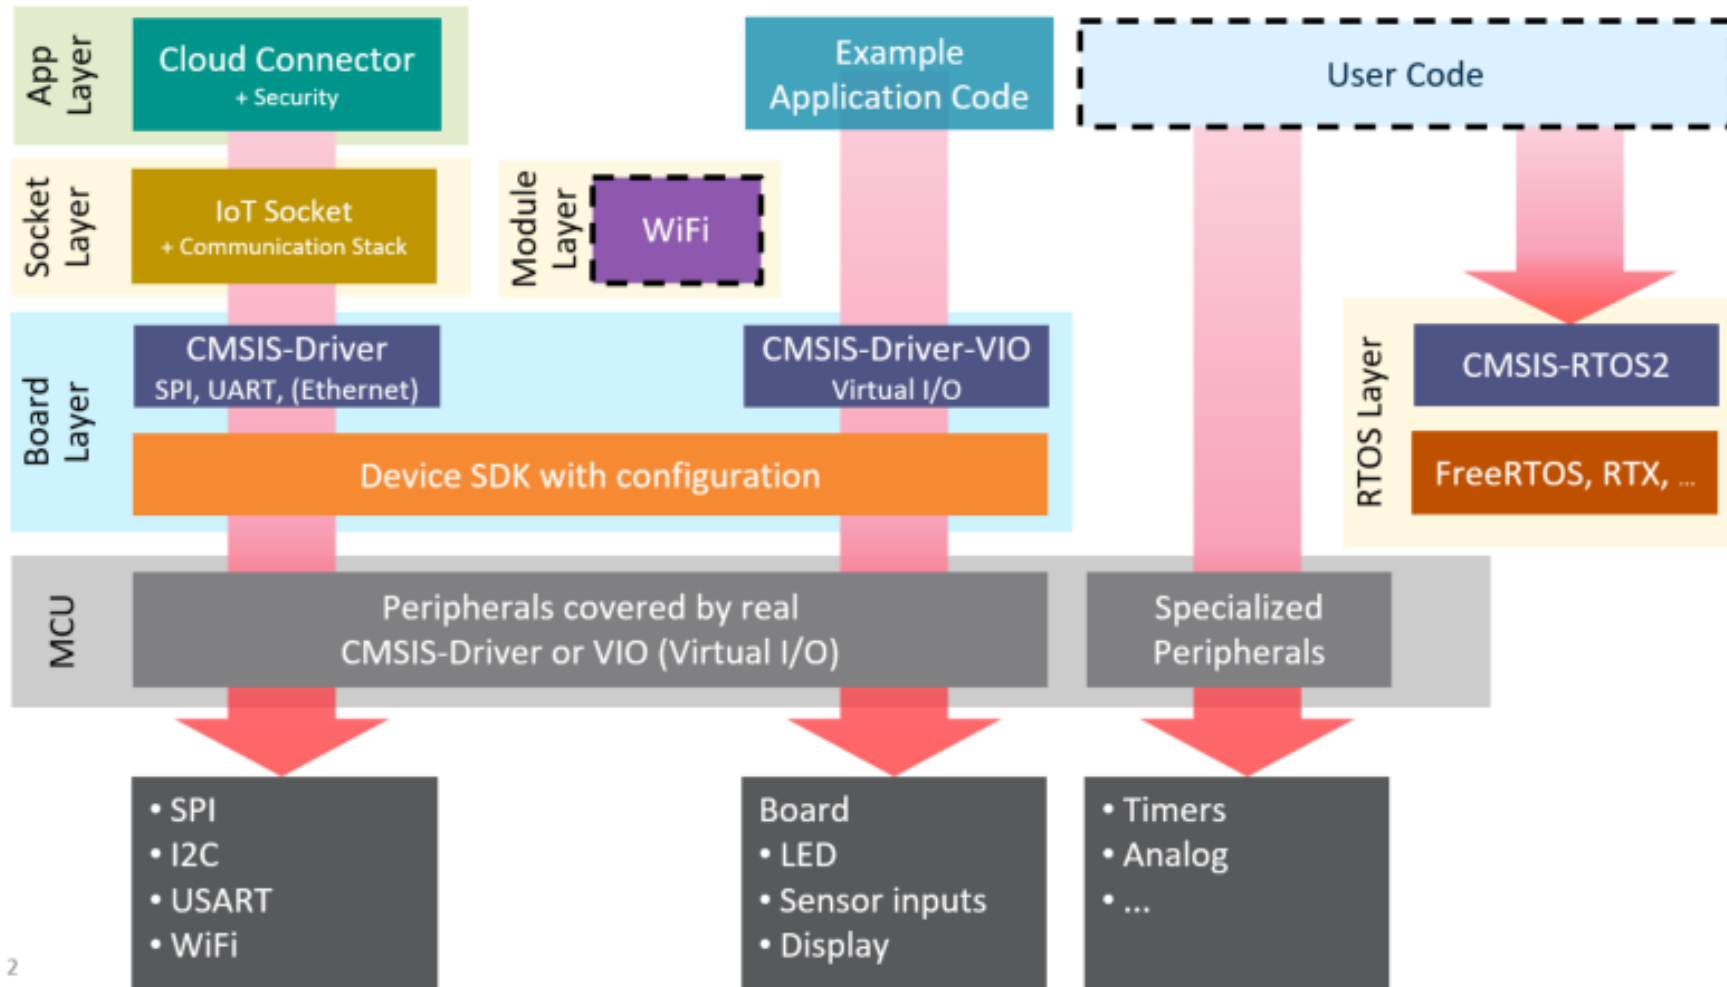 App
Layer
Cloud Connector
+ Security
Example
Application Code
User Code
Socket
Layer
IoT Socket
+ Communication Stack
Module
Layer
WiFi
Board
Layer
CMSIS-Driver
SPI, UART, (Ethernet)
CMSIS-Driver-VIO
Virtual I/O
Device SDK with configuration
RTOS Layer
CMSIS-RTOS2
FreeRTOS, RTX, ...
MCU
Peripherals covered by real
CMSIS-Driver or VIO (Virtual I/O)
Specialized
Peripherals
• SPI
• I2C
• USART
• WiFi
Board
• LED
• Sensor inputs
• Display
• Timers
• Analog
• ...
2